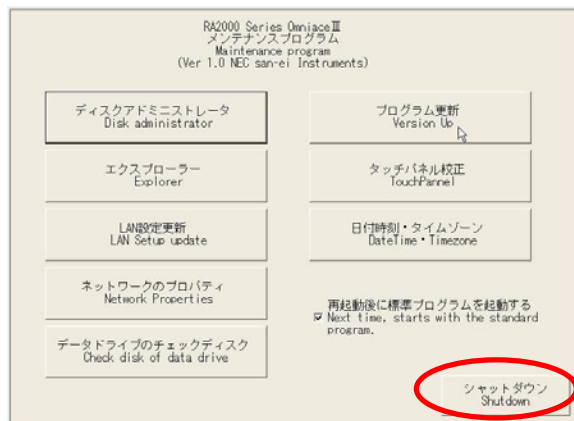 RA2000 Series OmniaceⅢ
メンテナンスプログラム
Maintenance program
(Ver 1.0 NEC san-ei Instruments)
ディスクアドミニストレータ
Disk administrator
プログラム更新
Version Up
エクスプローラー
Explorer
タッチパネル校正
TouchPannel
LAN設定更新
LAN Setup update
日付時刻・タイムゾーン
DateTime・Timezone
ネットワークのプロパティ
Network Properties
再起動後に標準プログラムを起動する
Next time, starts with the standard
program.
データドライブのチェックディスク
Check disk of data drive
シャットダウン
Shutdown